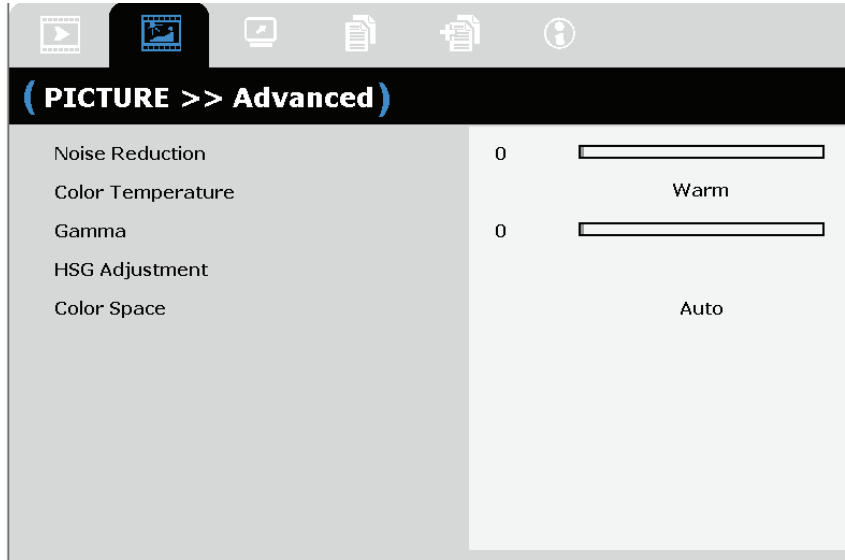 (PICTURE >> Advanced)
Noise Reduction 0
Color Temperature Warm
Gamma 0
HSG Adjustment
Color Space Auto